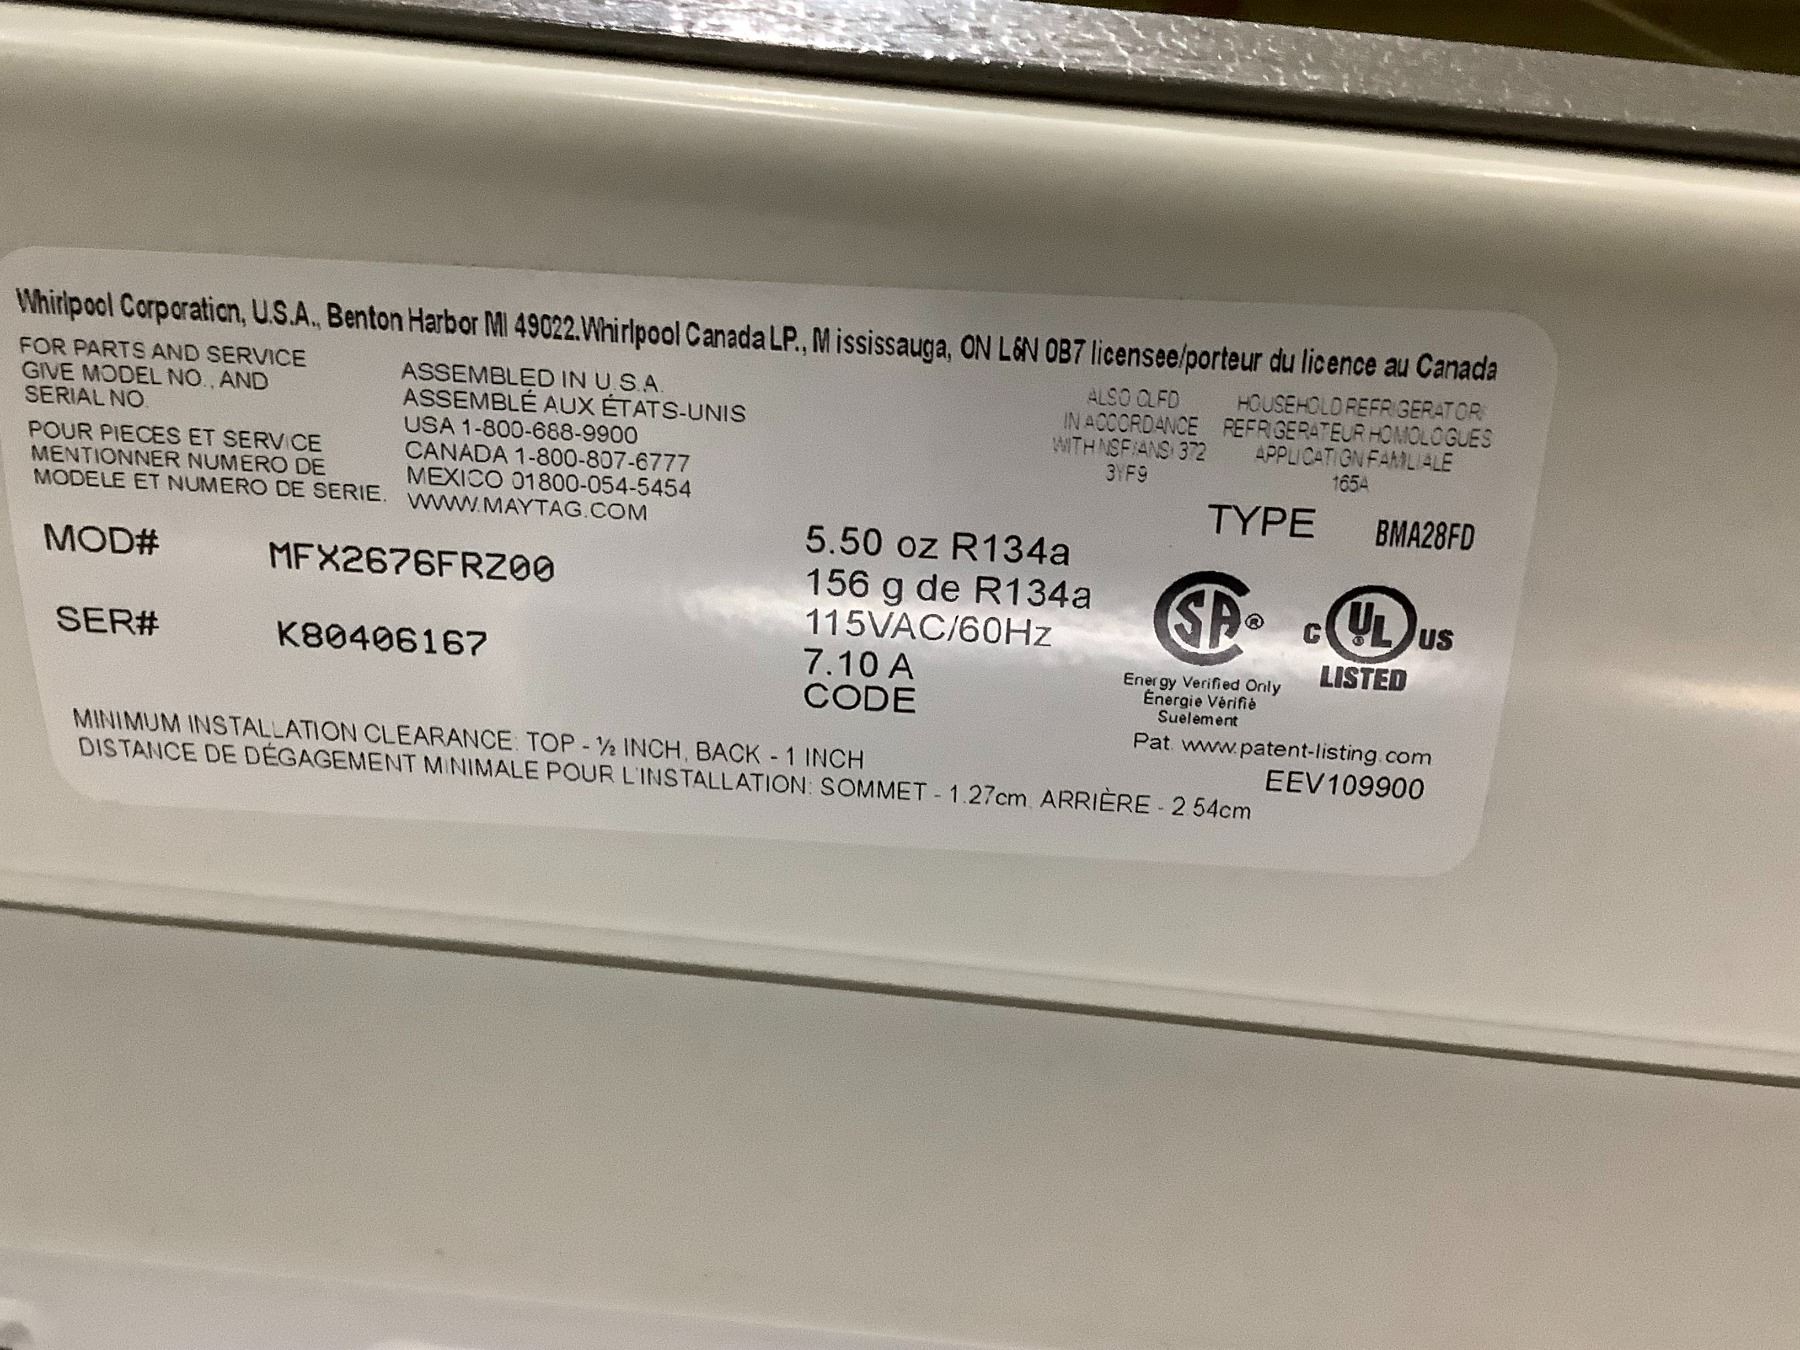 Whirlpool Corporation, U.S.A., Benton Harbor MI 49022. Whirlpool Canada LP., Mississauga, ON L6N 0B7 licensee/porteur du licence au Canada
FOR PARTS AND SERVICE
GIVE MODEL NO., AND
SERIAL NO.
POUR PIECES ET SERVICE
MENTIONNER NUMERO DE
MODELE ET NUMERO DE SERIE.
ASSEMBLED IN U.S.A.
ASSEMBLÉ AUX ÉTATS-UNIS
USA 1-800-688-9900
CANADA 1-800-807-6777
MEXICO 01800-054-5454
WWW.MAYTAG.COM
ALSO QLFD
IN ACCORDANCE
WITH NSF/ANSI 372
3YF9
HOUSEHOLD REFRIGERATOR
REFRIGERATEUR HOMOLOGUES
APPLICATION FAMILIALE
165A
TYPE BMA28FD
MOD# MFX2676FRZ00
SER# K80406167
5.50 oz R134a
156 g de R134a
115VAC/60Hz
7.10 A
CODE
SA®
Energy Verified Only
Énergie Vérifiè
Suelement
C UL® US
LISTED
Pat. www.patent-listing.com
EEV109900
MINIMUM INSTALLATION CLEARANCE: TOP - ½ INCH, BACK - 1 INCH
DISTANCE DE DÉGAGEMENT MINIMALE POUR L'INSTALLATION: SOMMET - 1.27cm, ARRIÈRE - 2.54cm